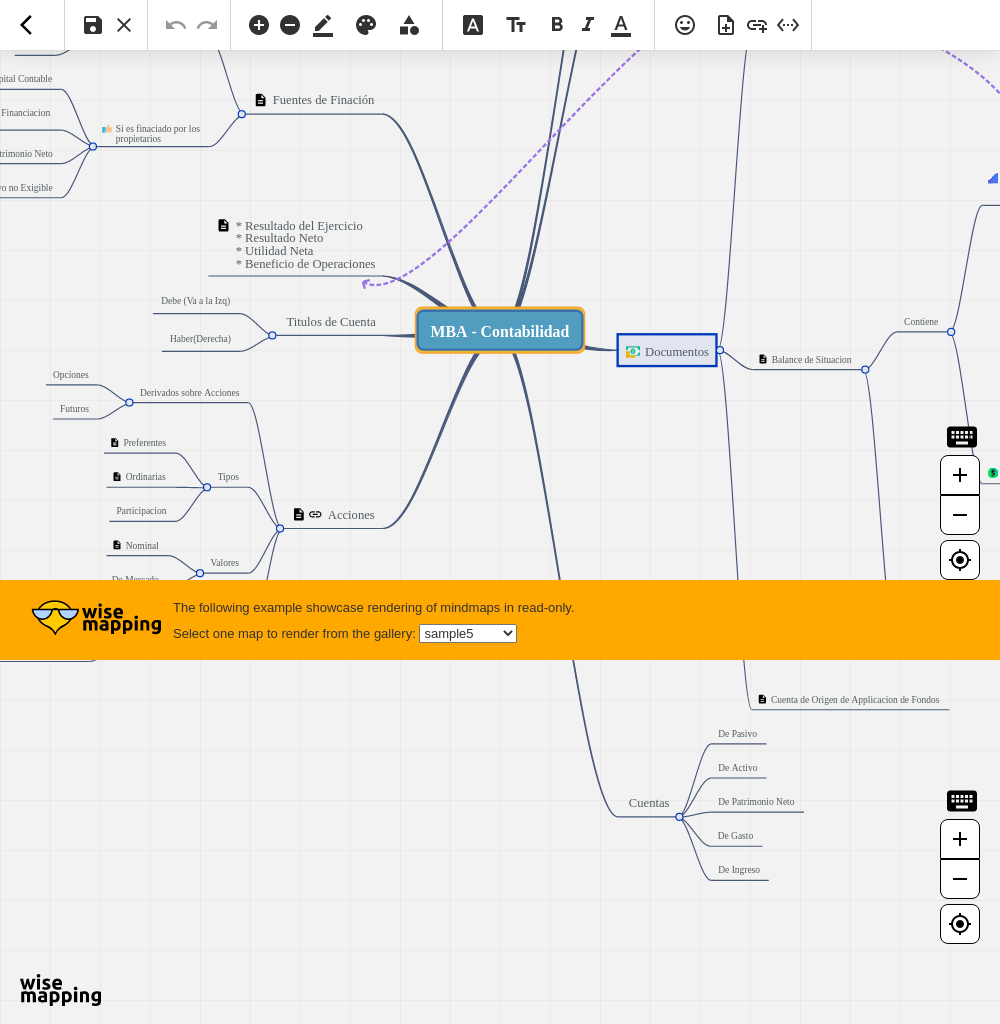 pital Contable
Financiacion
trimonio Neto
vo no Exigible
Si es finaciado por los
propietarios
Fuentes de Finación
* Resultado del Ejercicio
* Resultado Neto
* Utilidad Neta
* Beneficio de Operaciones
Debe (Va a la Izq)
Haber(Derecha)
Titulos de Cuenta
MBA - Contabilidad
Documentos
Balance de Situacion
Contiene
Opciones
Futuros
Derivados sobre Acciones
Preferentes
Ordinarias
Participacion
Tipos
Acciones
Nominal
De Mercado
Valores
wise
mapping
The following example showcase rendering of mindmaps in read-only.
Select one map to render from the gallery: sample5
Cuenta de Origen de Applicacion de Fondos
De Pasivo
De Activo
De Patrimonio Neto
De Gasto
De Ingreso
Cuentas
wise
mapping